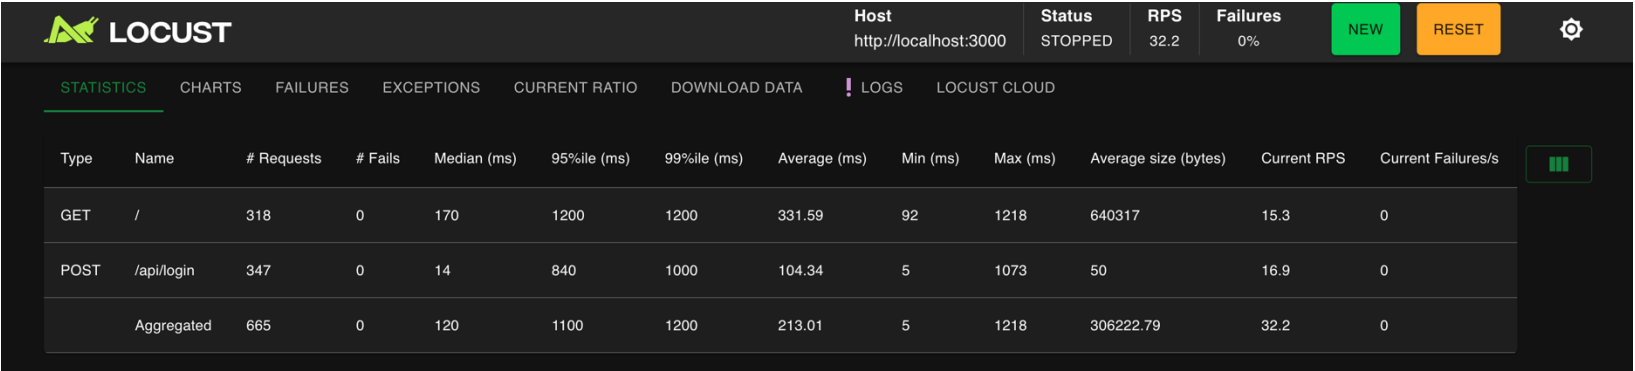 LOCUST
Host Status RPS Failures
http://localhost:3000 STOPPED 32.2 0% NEW RESET
STATISTICS CHARTS FAILURES EXCEPTIONS CURRENT RATIO DOWNLOAD DATA ! LOGS LOCUST CLOUD
Type Name # Requests # Fails Median (ms) 95%ile (ms) 99%ile (ms) Average (ms) Min (ms) Max (ms) Average size (bytes) Current RPS Current Failures/s
GET / 318 0 170 1200 1200 331.59 92 1218 640317 15.3 0
POST /api/login 347 0 14 840 1000 104.34 5 1073 50 16.9 0
Aggregated 665 0 120 1100 1200 213.01 5 1218 306222.79 32.2 0